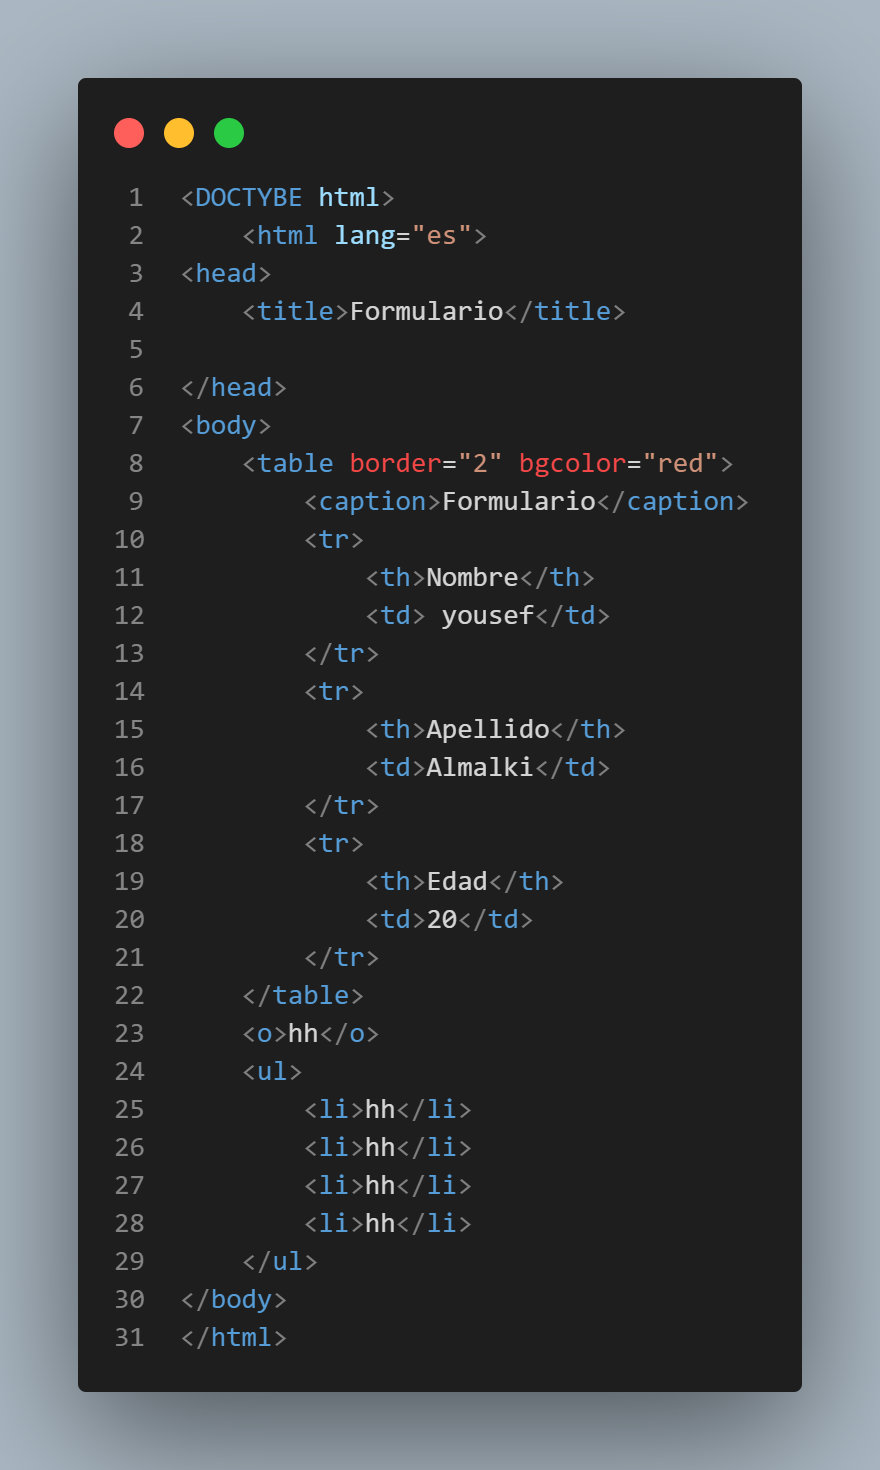 1 <DOCTYBE html>
2     <html lang="es">
3 <head>
4     <title>Formulario</title>
5
6 </head>
7 <body>
8     <table border="2" bgcolor="red">
9         <caption>Formulario</caption>
10         <tr>
11             <th>Nombre</th>
12             <td> yousef</td>
13         </tr>
14         <tr>
15             <th>Apellido</th>
16             <td>Almalki</td>
17         </tr>
18         <tr>
19             <th>Edad</th>
20             <td>20</td>
21         </tr>
22     </table>
23     <o>hh</o>
24     <ul>
25         <li>hh</li>
26         <li>hh</li>
27         <li>hh</li>
28         <li>hh</li>
29     </ul>
30 </body>
31 </html>